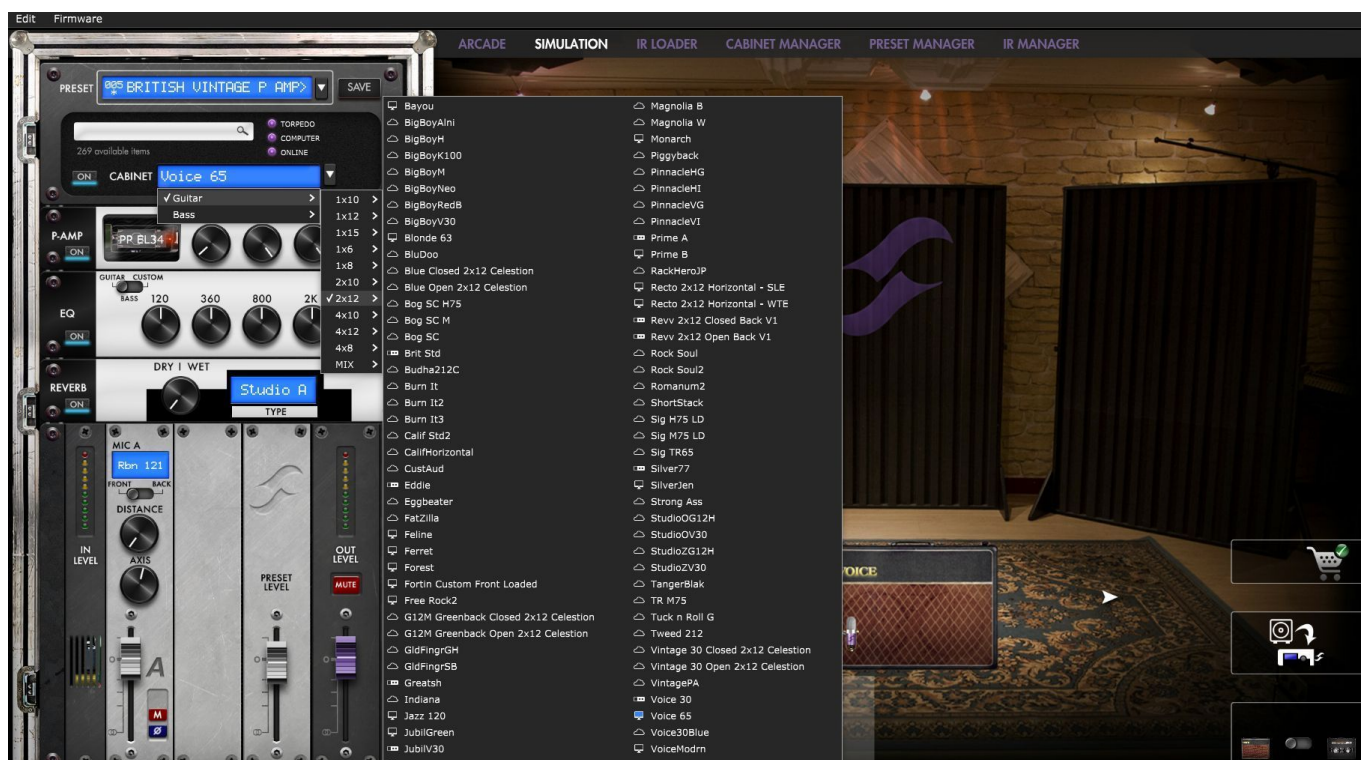 Edit Firmware
ARCADE SIMULATION IR LOADER CABINET MANAGER PRESET MANAGER IR MANAGER
PRESET 005 * BRITISH VINTAGE P AMP> SAVE
TORPEDO
COMPUTER
269 available items
ONLINE
ON CABINET Voice 65
Guitar
Bass
1x10
1x12
1x15
1x6
1x8
2x10
2x12
4x10
4x12
4x8
MIX
Bayou
BigBoyAlni
BigBoyH
BigBoyK100
BigBoyM
BigBoyNeo
BigBoyRedB
BigBoyV30
Blonde 63
BluDoo
Blue Closed 2x12 Celestion
Blue Open 2x12 Celestion
Bog SC H75
Bog SC M
Bog SC
Brit Std
Budha212C
Burn It
Burn It2
Burn It3
Calif Std2
CalifHorizontal
CustAud
Eddie
Eggbeater
FatZilla
Feline
Ferret
Forest
Fortin Custom Front Loaded
Free Rock2
G12M Greenback Closed 2x12 Celestion
G12M Greenback Open 2x12 Celestion
GldFingrGH
GldFingrSB
Greatsh
Indiana
Jazz 120
JubilGreen
JubilV30
Magnolia B
Magnolia W
Monarch
Piggyback
PinnacleHG
PinnacleHI
PinnacleVG
PinnacleVI
Prime A
Prime B
RackHeroJP
Recto 2x12 Horizontal - SLE
Recto 2x12 Horizontal - WTE
Revv 2x12 Closed Back V1
Revv 2x12 Open Back V1
Rock Soul
Rock Soul2
Romanum2
ShortStack
Sig H75 LD
Sig M75 LD
Sig TR65
Silver77
SilverJen
Strong Ass
StudioOG12H
StudioOV30
StudioZG12H
StudioZV30
TangerBlak
TR M75
Tuck n Roll G
Tweed 212
Vintage 30 Closed 2x12 Celestion
Vintage 30 Open 2x12 Celestion
VintagePA
Voice 30
Voice 65
Voice30Blue
VoiceModrn
P-AMP
ON
PP BL34
GUITAR CUSTOM
BASS 120 360 800 2K
EQ
ON
DRY | WET
REVERB
ON
Studio A
TYPE
MIC A
Rbn 121
FRONT BACK
DISTANCE
AXIS
IN LEVEL
PRESET LEVEL
OUT LEVEL
MUTE
A
M
Ø
VOICE